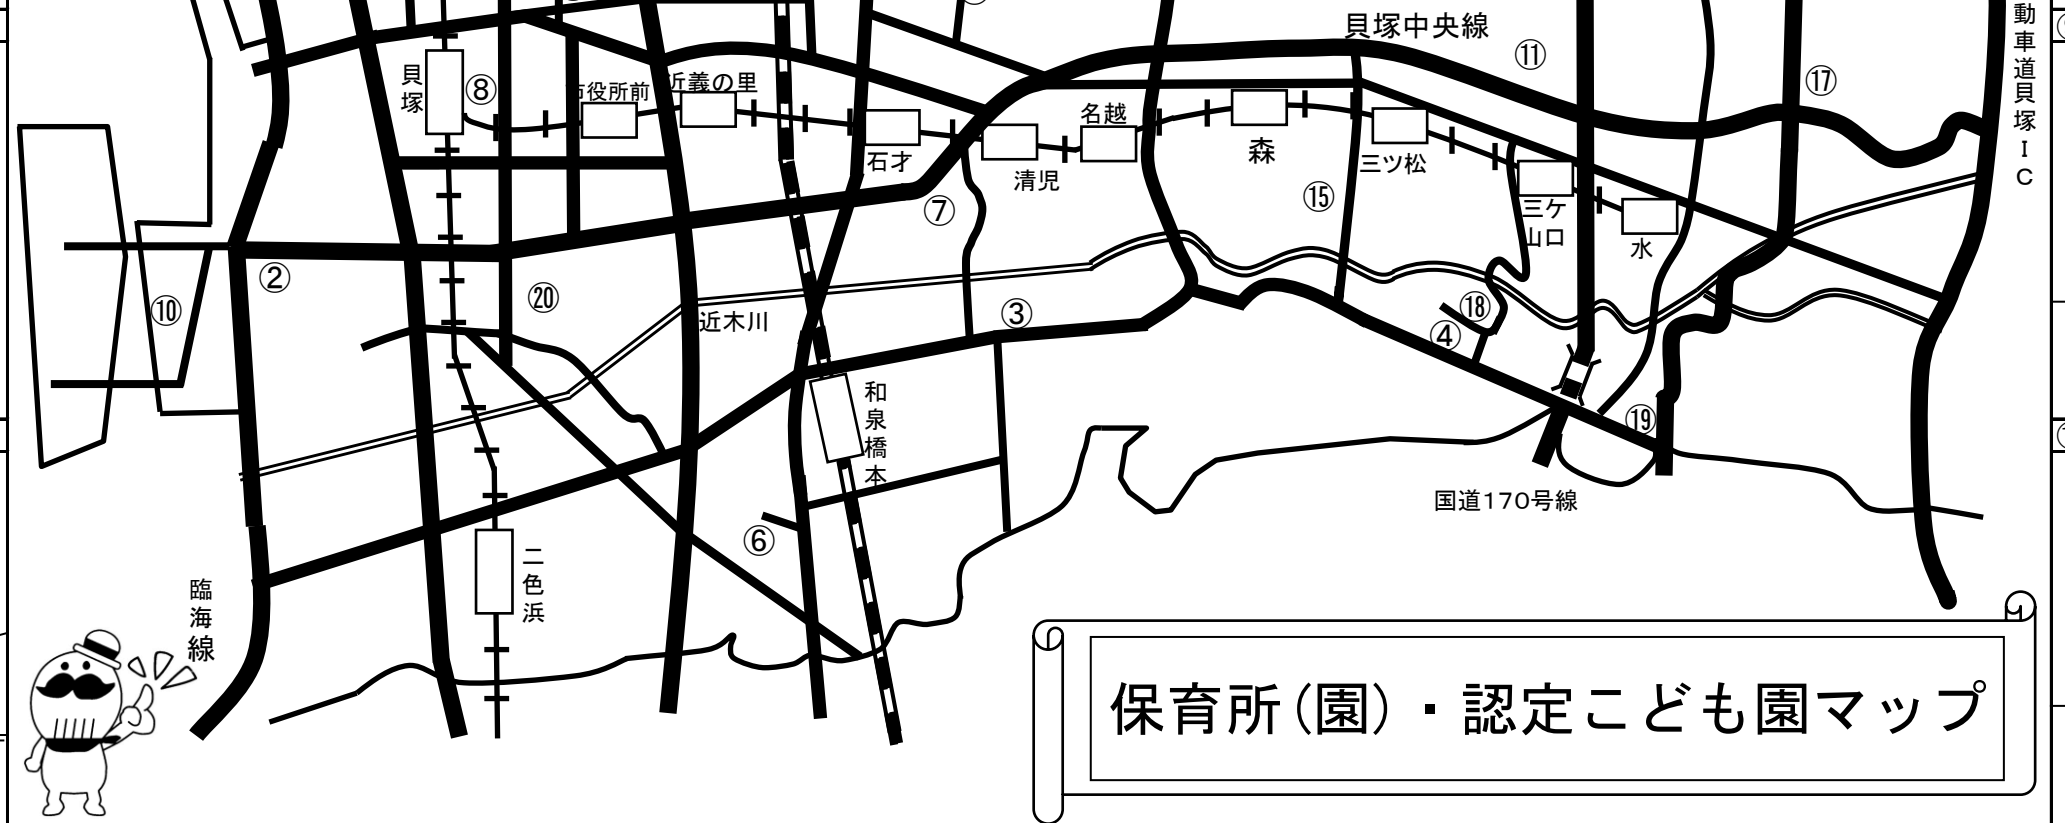 動車道貝塚IC
貝塚中央線
⑪
⑰
貝塚
⑧
市役所前
近義の里
石才
清児
名越
森
三ツ松
三ケ
山口
水
⑦
⑮
②
⑩
⑳
近木川
③
⑱
④
⑲
和泉橋本
国道170号線
⑥
二色浜
臨海線
保育所(園)・認定こども園マップ